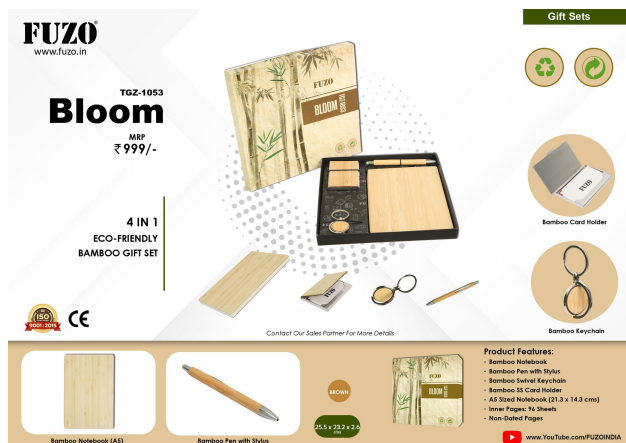 Gift Sets
FUZO®
www.fuzo.in
TGZ-1053
Bloom
MRP
₹999/-
4 IN 1
ECO-FRIENDLY
BAMBOO GIFT SET
FUZO
BLOOM
Bamboo Card Holder
Bamboo Keychain
ISO
9001:2015
CE
Contact Our Sales Partner For More Details
Bamboo Notebook (A5)
Bamboo Pen with Stylus
BROWN
25.5 x 23.2 x 2.6
cms
FUZO
BLOOM
Product Features:
- Bamboo Notebook
- Bamboo Pen with Stylus
- Bamboo Swivel Keychain
- Bamboo SS Card Holder
- A5 Sized Notebook (21.3 x 14.3 cms)
- Inner Pages: 96 Sheets
- Non-Dated Pages
www.YouTube.com/FUZOINDIA